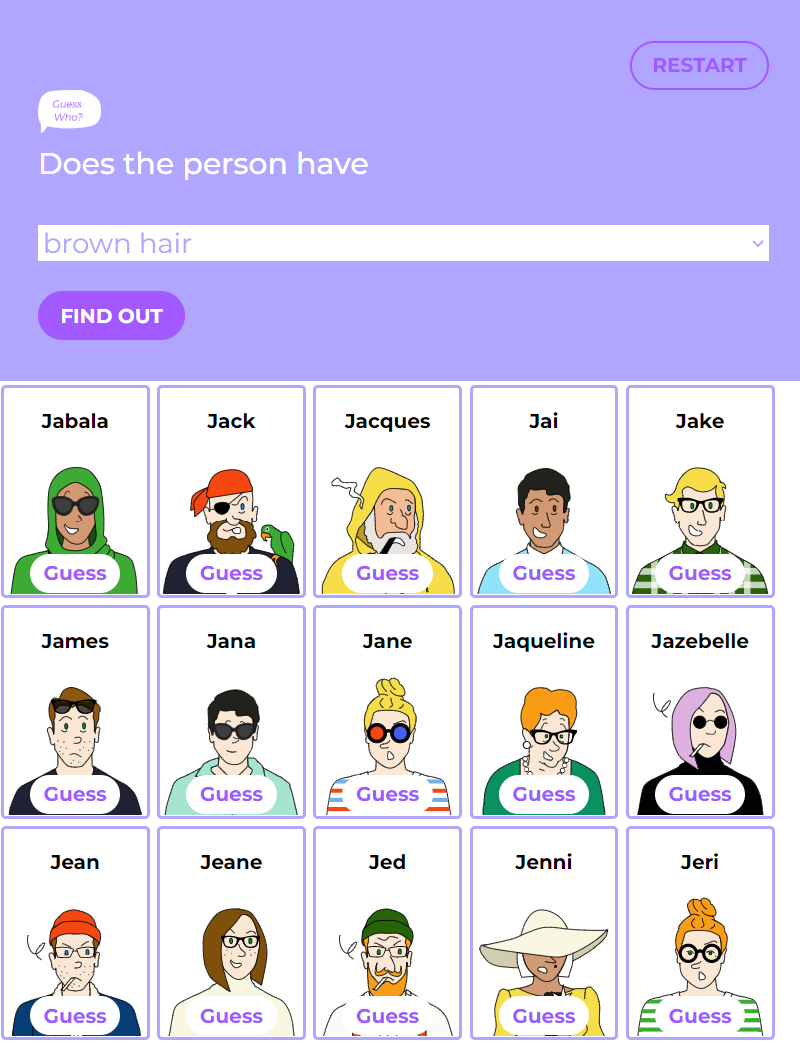 RESTART
Guess
Who?
Does the person have
brown hair
FIND OUT
Jabala
Jack
Jacques
Jai
Jake
Guess
Guess
Guess
Guess
Guess
James
Jana
Jane
Jaqueline
Jazebelle
Guess
Guess
Guess
Guess
Guess
Jean
Jeane
Jed
Jenni
Jeri
Guess
Guess
Guess
Guess
Guess